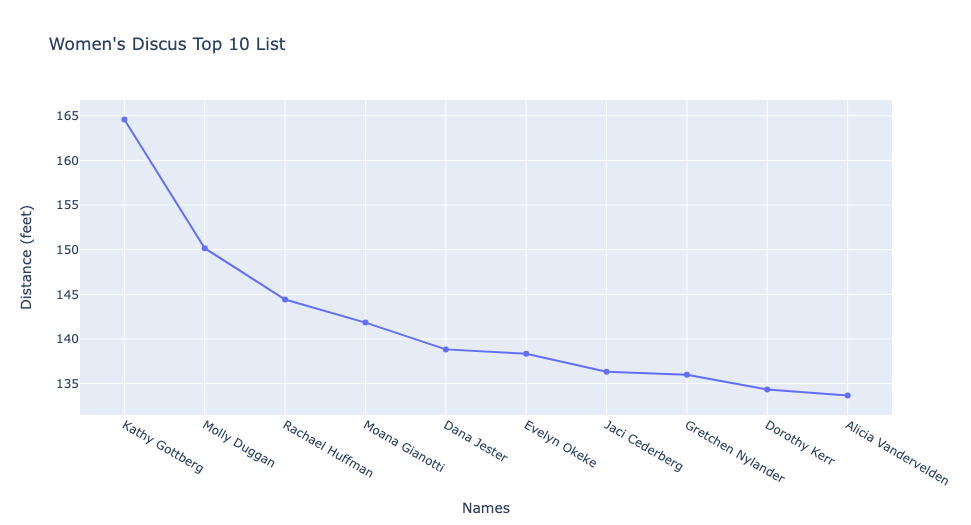 Women's Discus Top 10 List
Distance (feet)
165
160
155
150
145
140
135
Kathy Gottberg
Molly Duggan
Rachael Huffman
Moana Gianotti
Dana Jester
Evelyn Okeke
Jaci Cederberg
Gretchen Nylander
Dorothy Kerr
Alicia Vandervelden
Names